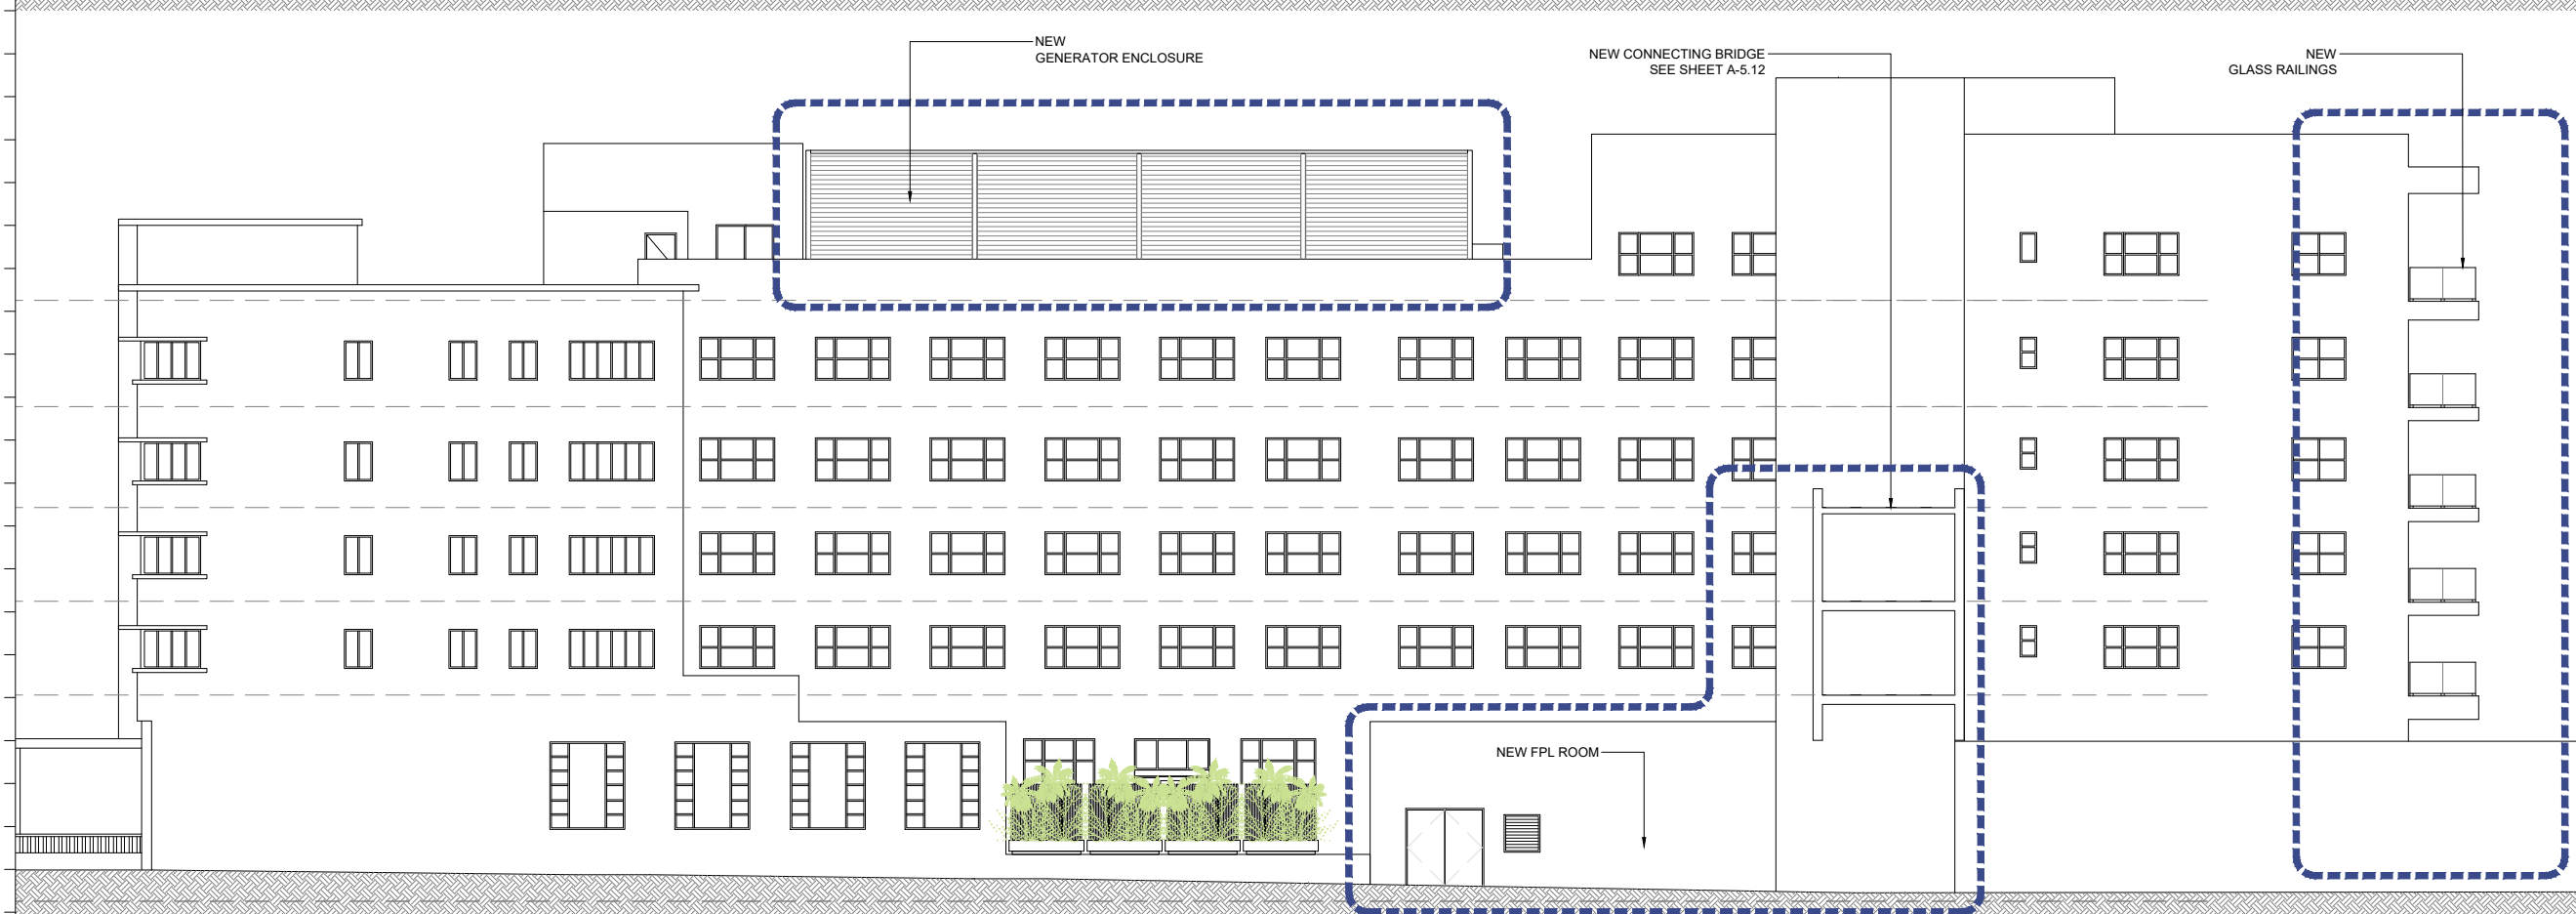 NEW
GENERATOR ENCLOSURE
NEW CONNECTING BRIDGE
SEE SHEET A-5.12
NEW
GLASS RAILINGS
NEW FPL ROOM